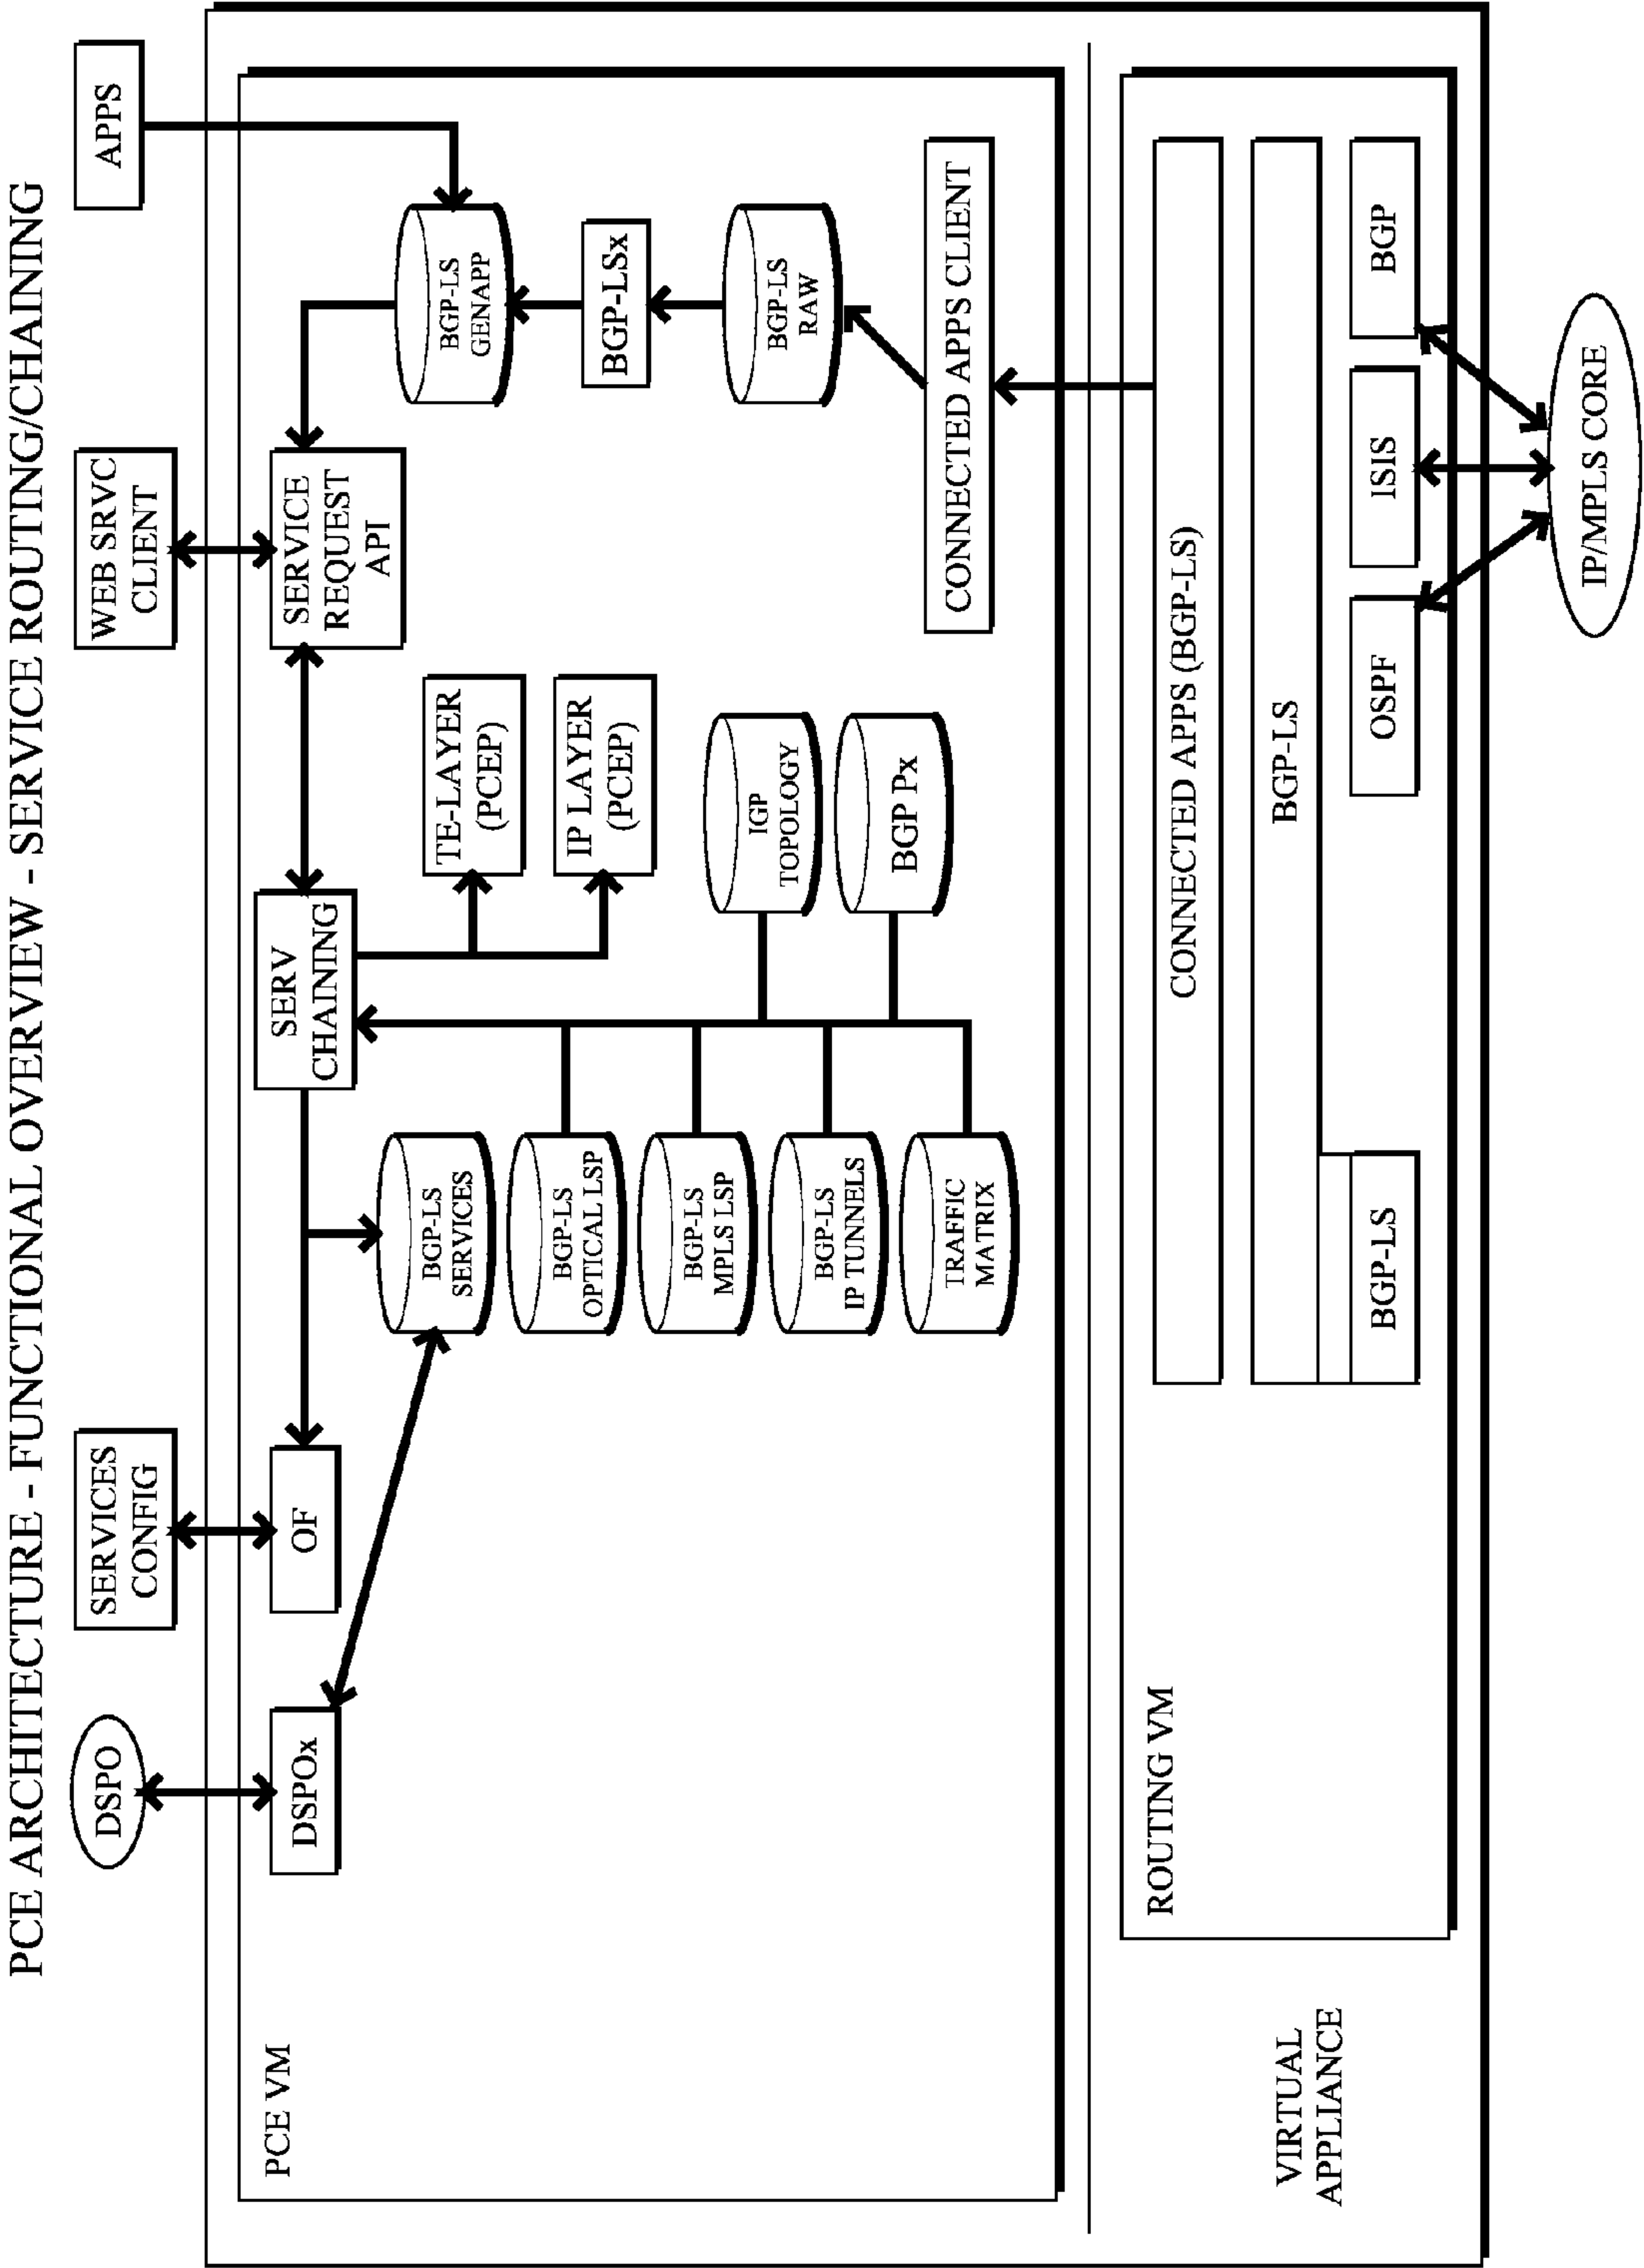 PCE ARCHITECTURE - FUNCTIONAL OVERVIEW - SERVICE ROUTING/CHAINING
DSPO
SERVICES
CONFIG
WEB SRVC
CLIENT
APPS
PCE VM
DSPOx
OF
SERV
CHAINING
SERVICE
REQUEST
API
BGP-LS
SERVICES
BGP-LS
OPTICAL LSP
BGP-LS
MPLS LSP
BGP-LS
IP TUNNELS
TRAFFIC
MATRIX
TE-LAYER
(PCEP)
IP LAYER
(PCEP)
IGP
TOPOLOGY
BGP Px
BGP-LS
GENAPP
BGP-LSx
BGP-LS
RAW
CONNECTED APPS CLIENT
VIRTUAL
APPLIANCE
ROUTING VM
CONNECTED APPS (BGP-LS)
BGP-LS
BGP-LS
OSPF
ISIS
BGP
IP/MPLS CORE